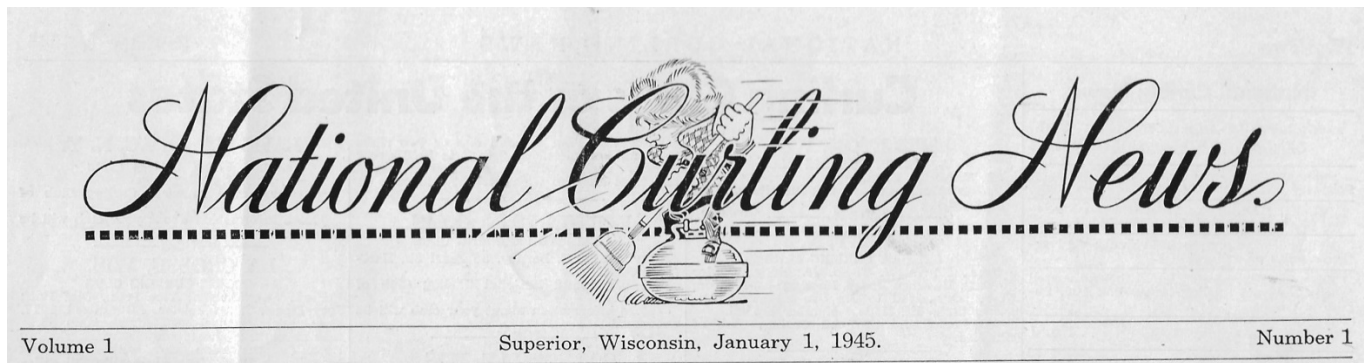 National Curling News.
Volume 1 Superior, Wisconsin, January 1, 1945. Number 1